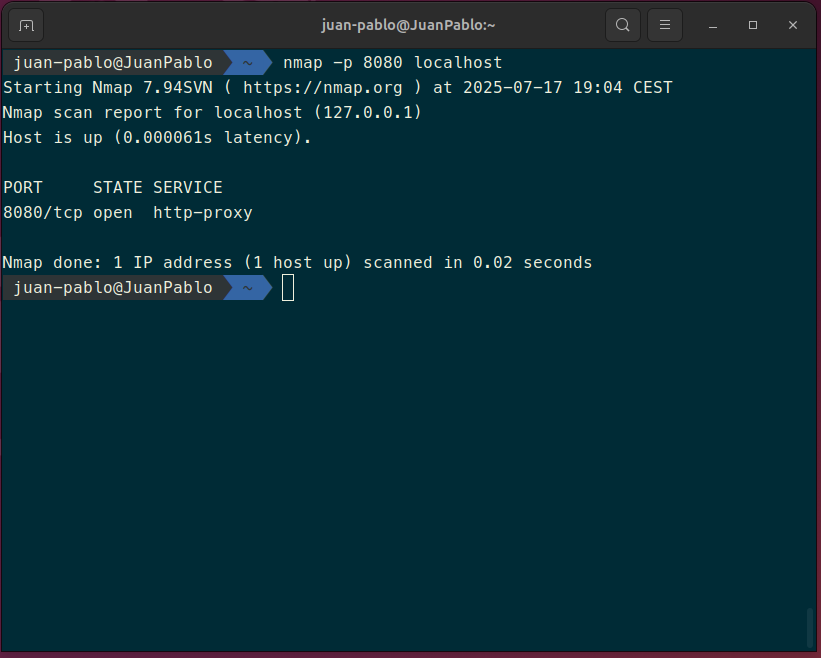 juan-pablo@JuanPablo:~
juan-pablo@JuanPablo ~ nmap -p 8080 localhost
Starting Nmap 7.94SVN ( https://nmap.org ) at 2025-07-17 19:04 CEST
Nmap scan report for localhost (127.0.0.1)
Host is up (0.000061s latency).
PORT     STATE SERVICE
8080/tcp open  http-proxy
Nmap done: 1 IP address (1 host up) scanned in 0.02 seconds
juan-pablo@JuanPablo ~